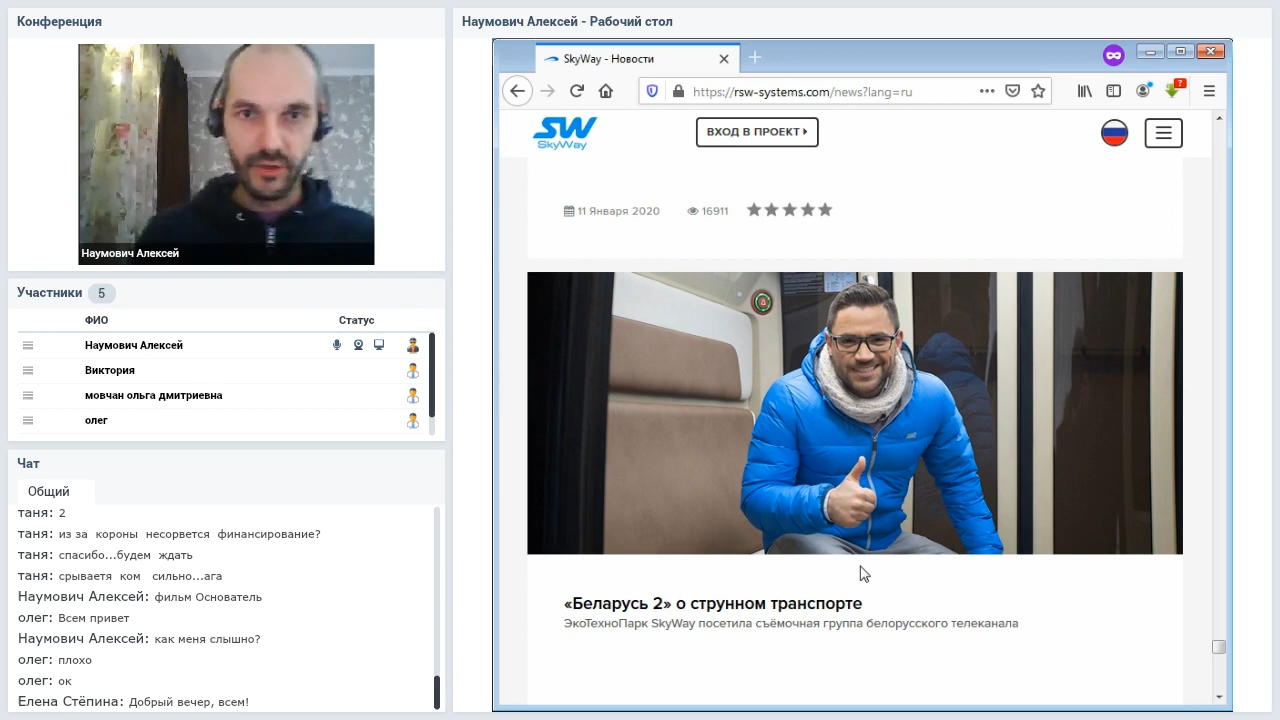 Конференция
Наумович Алексей
Участники 5
ФИО Статус
Наумович Алексей
Виктория
мовчан ольга дмитриевна
олег
Чат
Общий
таня: 2
таня: из за короны несорвется финансирование?
таня: спасибо...будем ждать
таня: срываетя ком сильно...ага
Наумович Алексей: фильм Основатель
олег: Всем привет
Наумович Алексей: как меня слышно?
олег: плохо
олег: ок
Елена Стёпина: Добрый вечер, всем!
Наумович Алексей - Рабочий стол
SkyWay - Новости
https://rsw-systems.com/news?lang=ru
SW
SkyWay
ВХОД В ПРОЕКТ
11 Января 2020 16911
«Беларусь 2» о струнном транспорте
ЭкоТехноПарк SkyWay посетила съёмочная группа белорусского телеканала